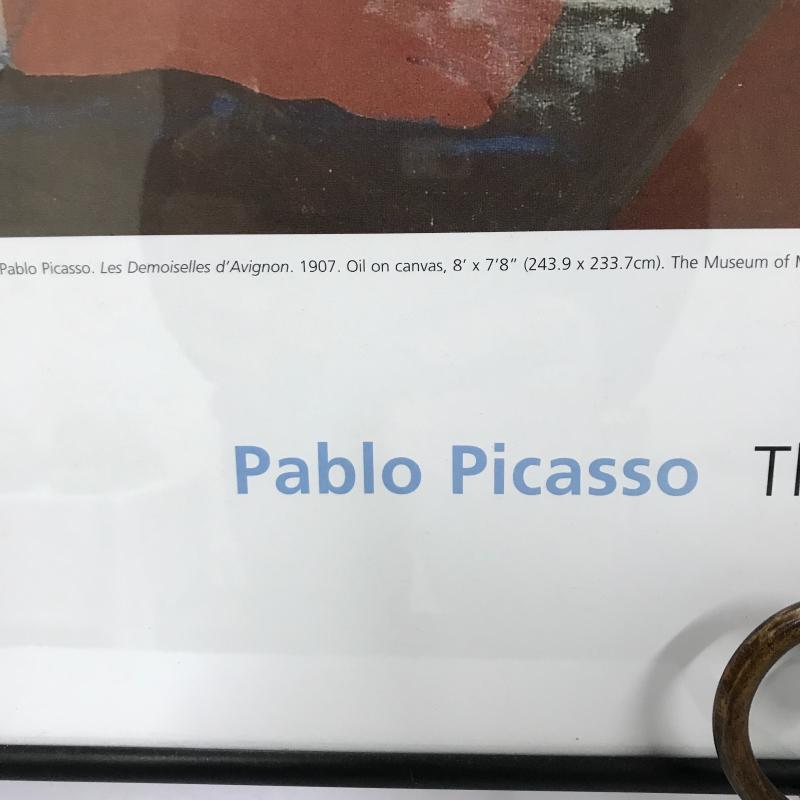 Pablo Picasso. Les Demoiselles d’Avignon. 1907. Oil on canvas, 8’ x 7’8” (243.9 x 233.7cm). The Museum of
Pablo Picasso